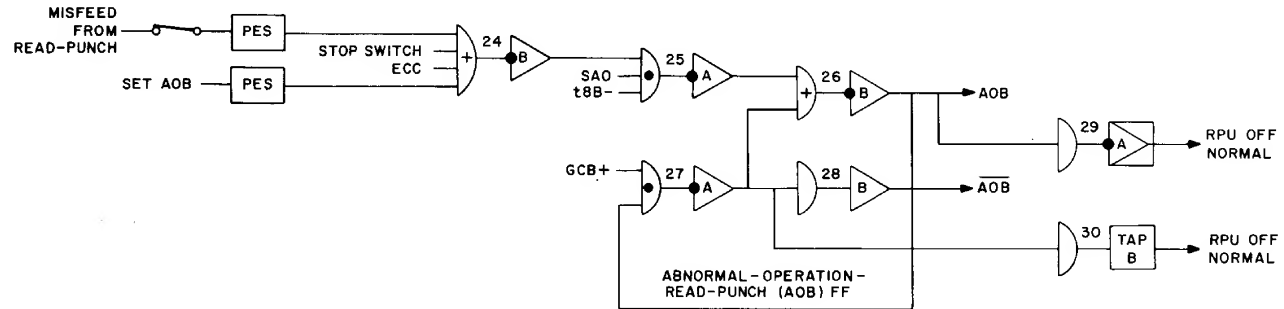 MISFEED
FROM
READ-PUNCH
PES
STOP SWITCH
ECC
SET AOB
PES
+
24
B
SAO
t8B-
25
A
+
26
B
AOB
29
A
RPU OFF
NORMAL
GCB+
27
A
28
B
A̅O̅B̅
30
TAP
B
RPU OFF
NORMAL
ABNORMAL-OPERATION-
READ-PUNCH (AOB) FF